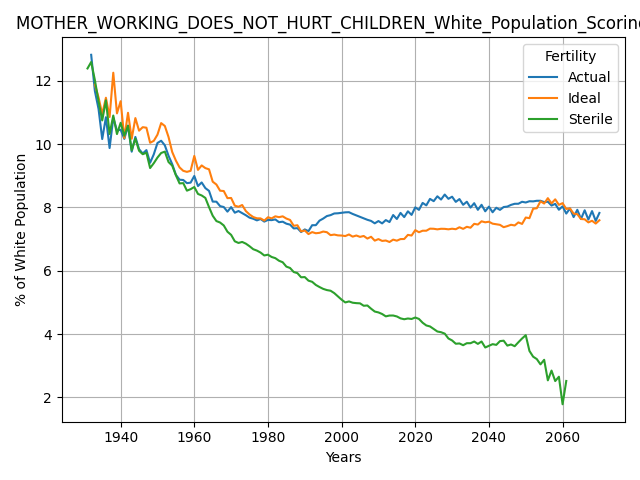 MOTHER_WORKING_DOES_NOT_HURT_CHILDREN_White_Population_Scorin
Fertility
Actual
Ideal
Sterile
% of White Population
12
10
8
6
4
2
1940
1960
1980
2000
2020
2040
2060
Years